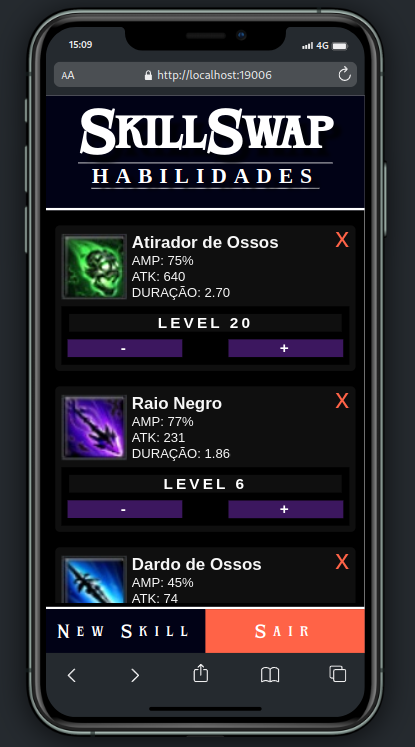 15:09
4G
AA
http://localhost:19006
SKILLSWAP
HABILIDADES
Atirador de Ossos
X
AMP: 75%
ATK: 640
DURAÇÃO: 2.70
LEVEL 20
- +
Raio Negro
X
AMP: 77%
ATK: 231
DURAÇÃO: 1.86
LEVEL 6
- +
Dardo de Ossos
X
AMP: 45%
ATK: 74
NEW SKILL
SAIR